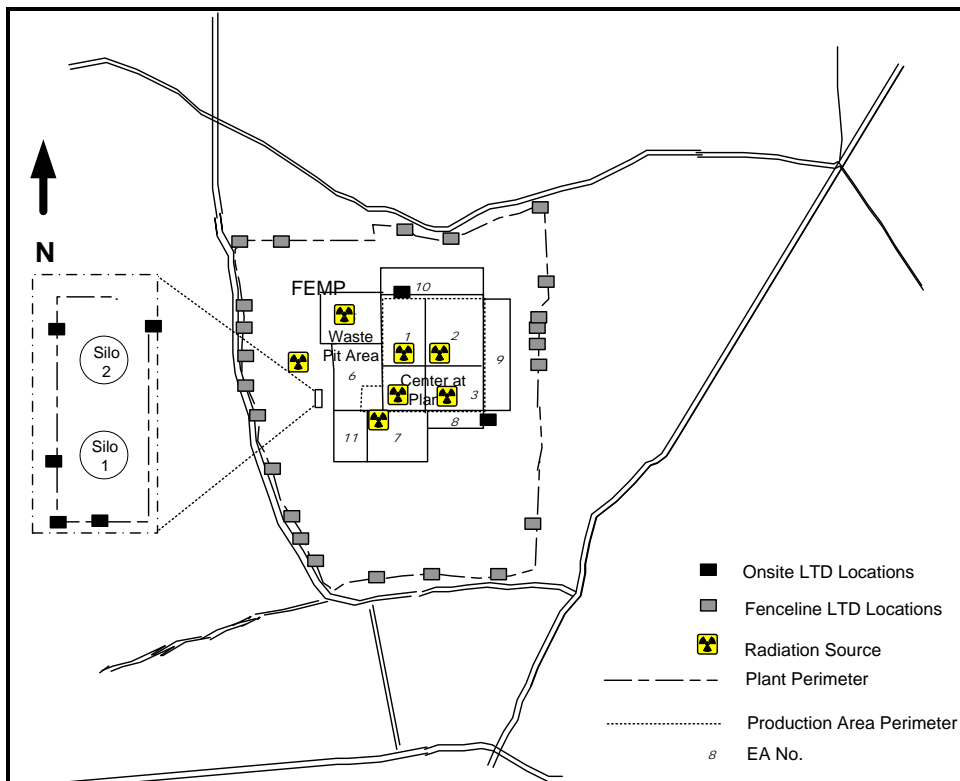 N
FEMP
10
Waste
Pit Area
1
2
9
6
Center at
Plan
3
8
11
7
Silo
2
Silo
1
Onsite LTD Locations
Fenceline LTD Locations
Radiation Source
Plant Perimeter
Production Area Perimeter
8
EA No.